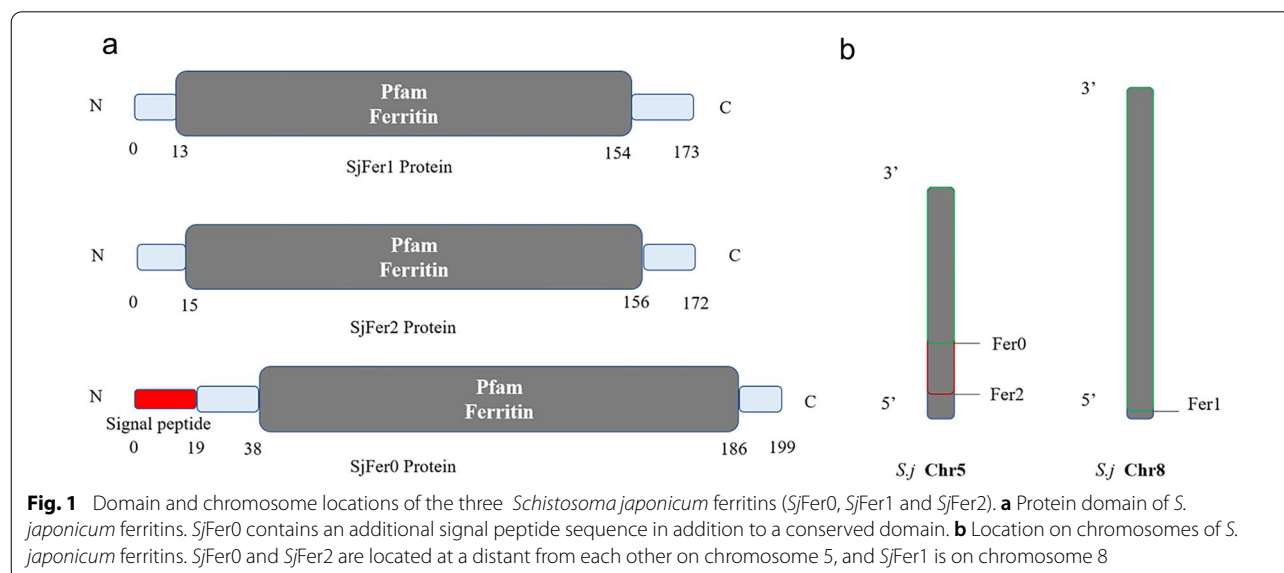 a
N
Pfam
Ferritin
C
0 13 154 173
SjFer1 Protein
N
Pfam
Ferritin
C
0 15 156 172
SjFer2 Protein
N
Pfam
Ferritin
C
Signal peptide
0 19 38 186 199
SjFer0 Protein
b
3’
3’
Fer0
Fer2
5’
5’
Fer1
S.j Chr5
S.j Chr8
Fig. 1 Domain and chromosome locations of the three Schistosoma japonicum ferritins (SjFer0, SjFer1 and SjFer2). a Protein domain of S.
japonicum ferritins. SjFer0 contains an additional signal peptide sequence in addition to a conserved domain. b Location on chromosomes of S.
japonicum ferritins. SjFer0 and SjFer2 are located at a distant from each other on chromosome 5, and SjFer1 is on chromosome 8